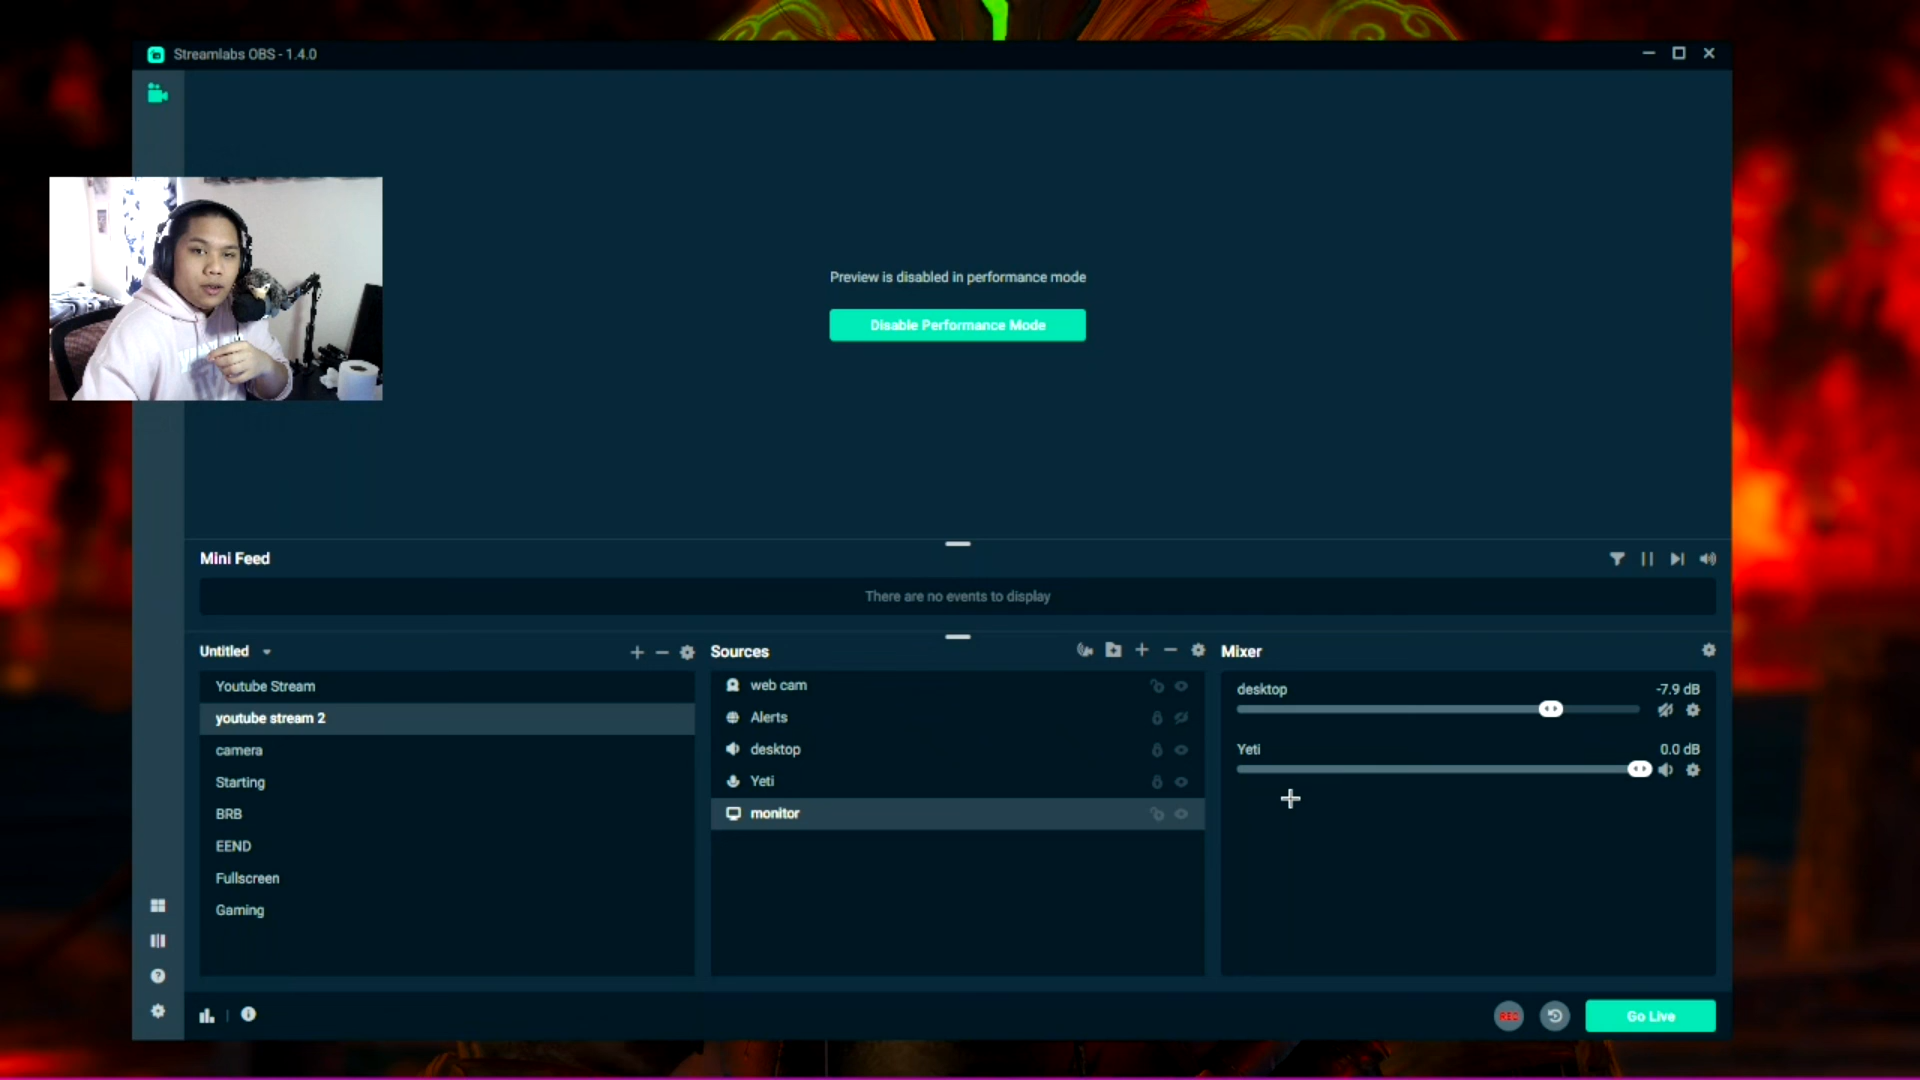 Streamlabs OBS - 1.4.0
Preview is disabled in performance mode
Disable Performance Mode
Mini Feed
There are no events to display
Untitled
Sources
Mixer
Youtube Stream
youtube stream 2
camera
Starting
BRB
EEND
Fullscreen
Gaming
web cam
Alerts
desktop
Yeti
monitor
desktop -7.9 dB
Yeti 0.0 dB
REC
Go Live